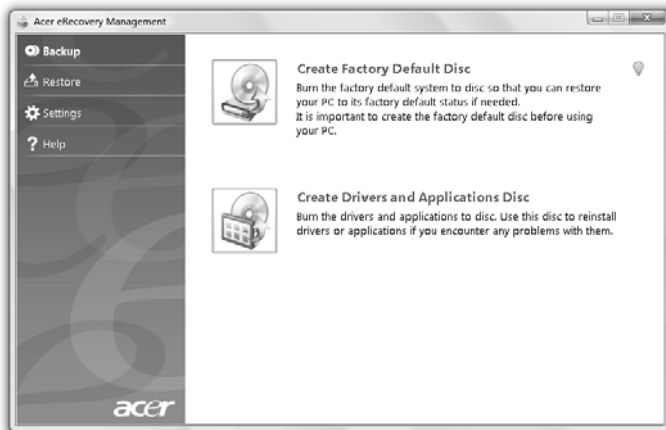 Acer eRecovery Management
Backup
Restore
Settings
Help
Create Factory Default Disc
Burn the factory default system to disc so that you can restore
your PC to its factory default status if needed.
It is important to create the factory default disc before using
your PC.
Create Drivers and Applications Disc
Burn the drivers and applications to disc. Use this disc to reinstall
drivers or applications if you encounter any problems with them.
acer